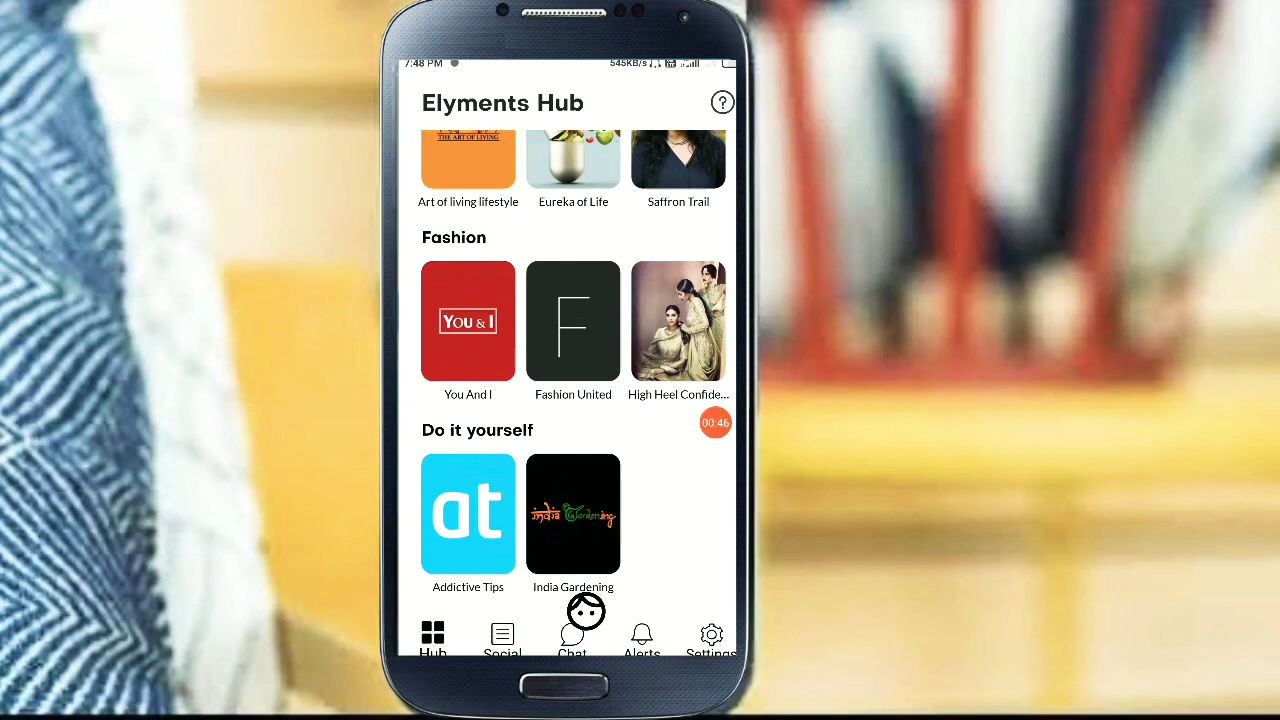 7:48 PM 545KB/s
Elyments Hub
?
THE ART OF LIVING
Art of living lifestyle Eureka of Life Saffron Trail
Fashion
YOU & I F
You And I Fashion United High Heel Confide...
00:46
Do it yourself
at india Gardening
Addictive Tips India Gardening
Hub Social Chat Alerts Settings